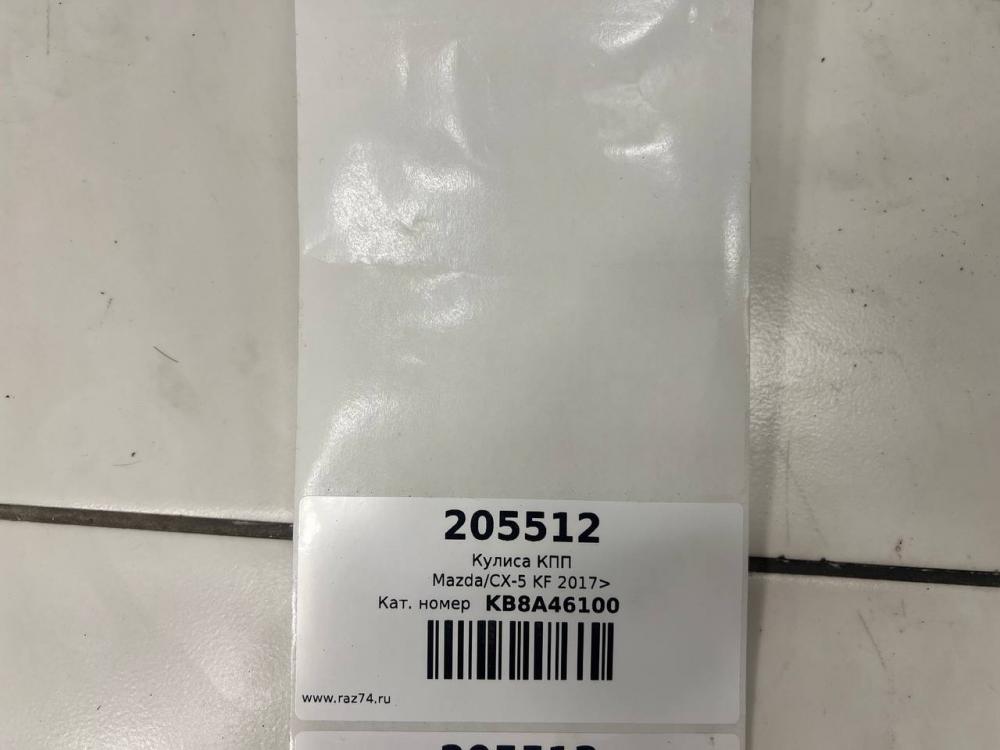 205512
Кулиса КПП
Mazda/CX-5 KF 2017>
Кат. номер KB8A46100
www.raz74.ru